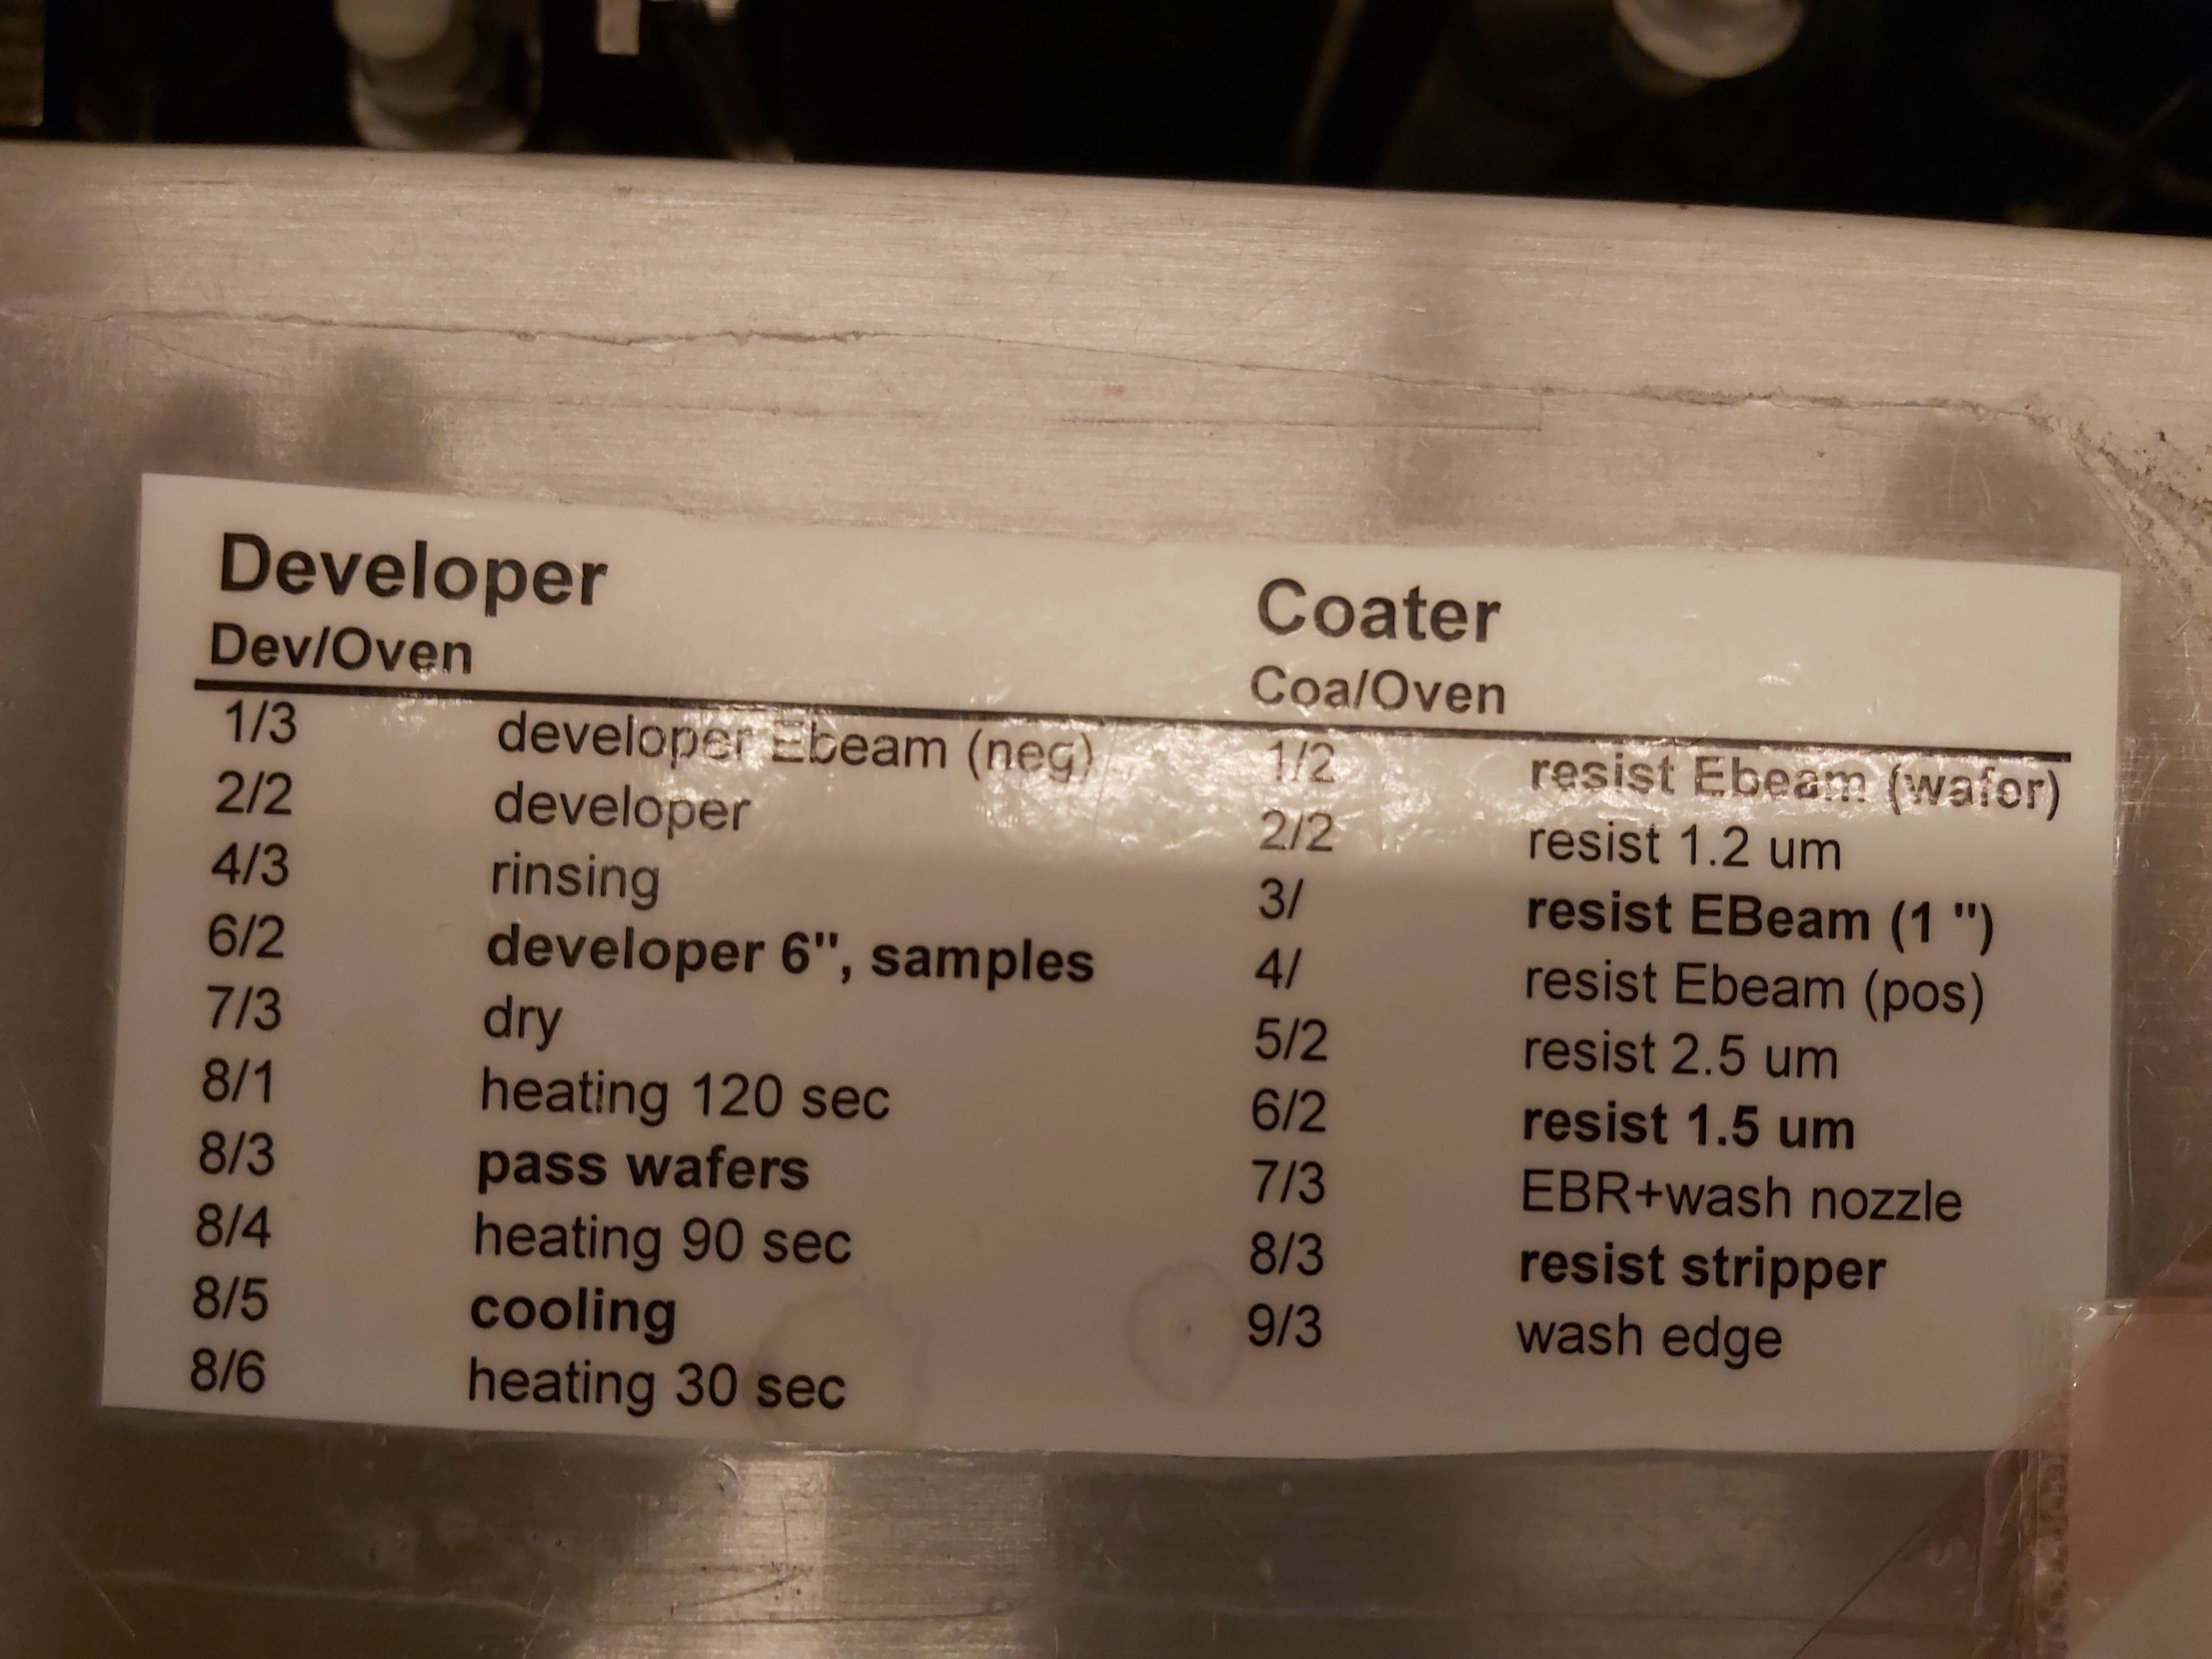 Developer
Dev/Oven
1/3 developer Ebeam (neg)
2/2 developer
4/3 rinsing
6/2 developer 6", samples
7/3 dry
8/1 heating 120 sec
8/3 pass wafers
8/4 heating 90 sec
8/5 cooling
8/6 heating 30 sec
Coater
Coa/Oven
1/2 resist Ebeam (wafer)
2/2 resist 1.2 um
3/ resist EBeam (1 ")
4/ resist Ebeam (pos)
5/2 resist 2.5 um
6/2 resist 1.5 um
7/3 EBR+wash nozzle
8/3 resist stripper
9/3 wash edge